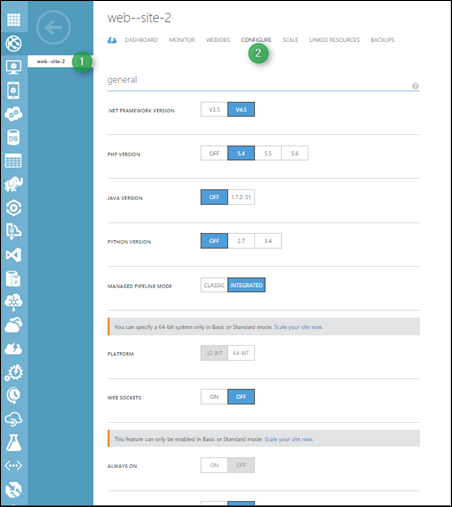 web--site-2
DASHBOARD MONITOR WEBJOBS CONFIGURE SCALE LINKED RESOURCES BACKUPS
web--site-2 1
2
general
?
.NET FRAMEWORK VERSION V3.5 V4.5
PHP VERSION OFF 5.4 5.5 5.6
JAVA VERSION OFF 1.7.0_51
PYTHON VERSION OFF 2.7 3.4
MANAGED PIPELINE MODE CLASSIC INTEGRATED
You can specify a 64-bit system only in Basic or Standard mode. Scale your site now.
PLATFORM 32-BIT 64-BIT
WEB SOCKETS ON OFF
This feature can only be enabled in Basic or Standard mode. Scale your site now.
ALWAYS ON ON OFF
DB